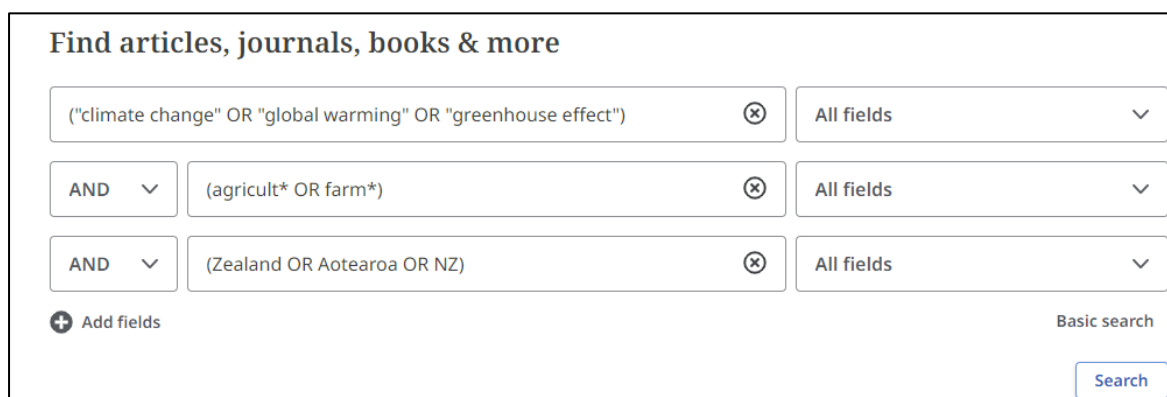 Find articles, journals, books & more
("climate change" OR "global warming" OR "greenhouse effect") All fields
AND (agricult* OR farm*) All fields
AND (Zealand OR Aotearoa OR NZ) All fields
Add fields Basic search
Search